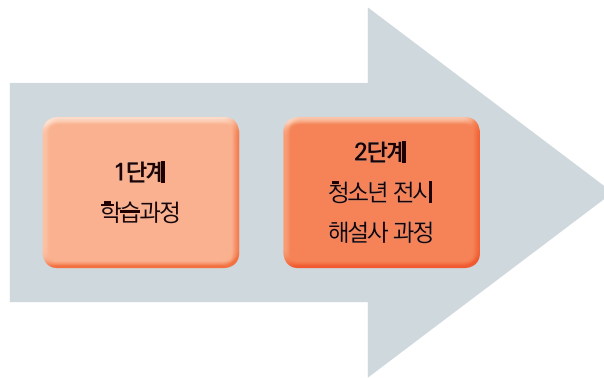 1단계
학습과정
2단계
청소년 전시
해설사 과정